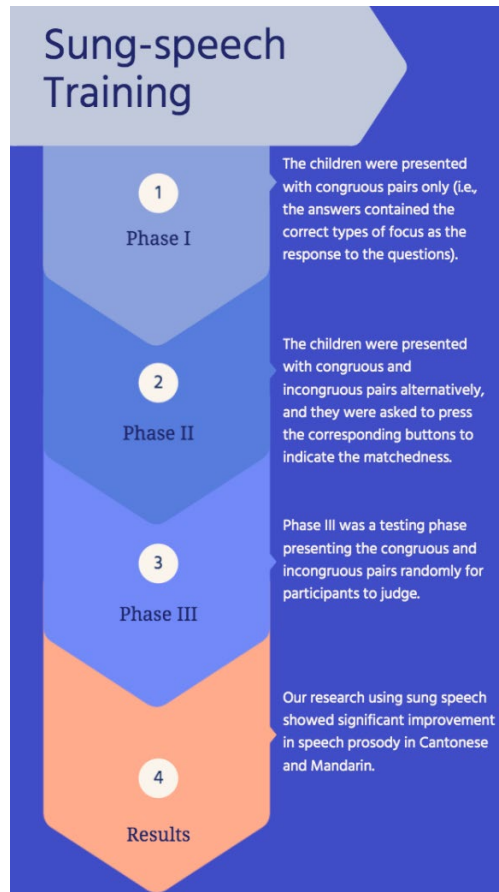 Sung-speech
Training
1
Phase I
The children were presented
with congruous pairs only (i.e.,
the answers contained the
correct types of focus as the
response to the questions).
2
Phase II
The children were presented
with congruous and
incongruous pairs alternatively,
and they were asked to press
the corresponding buttons to
indicate the matchedness.
3
Phase III
Phase III was a testing phase
presenting the congruous and
incongruous pairs randomly for
participants to judge.
4
Results
Our research using sung speech
showed significant improvement
in speech prosody in Cantonese
and Mandarin.